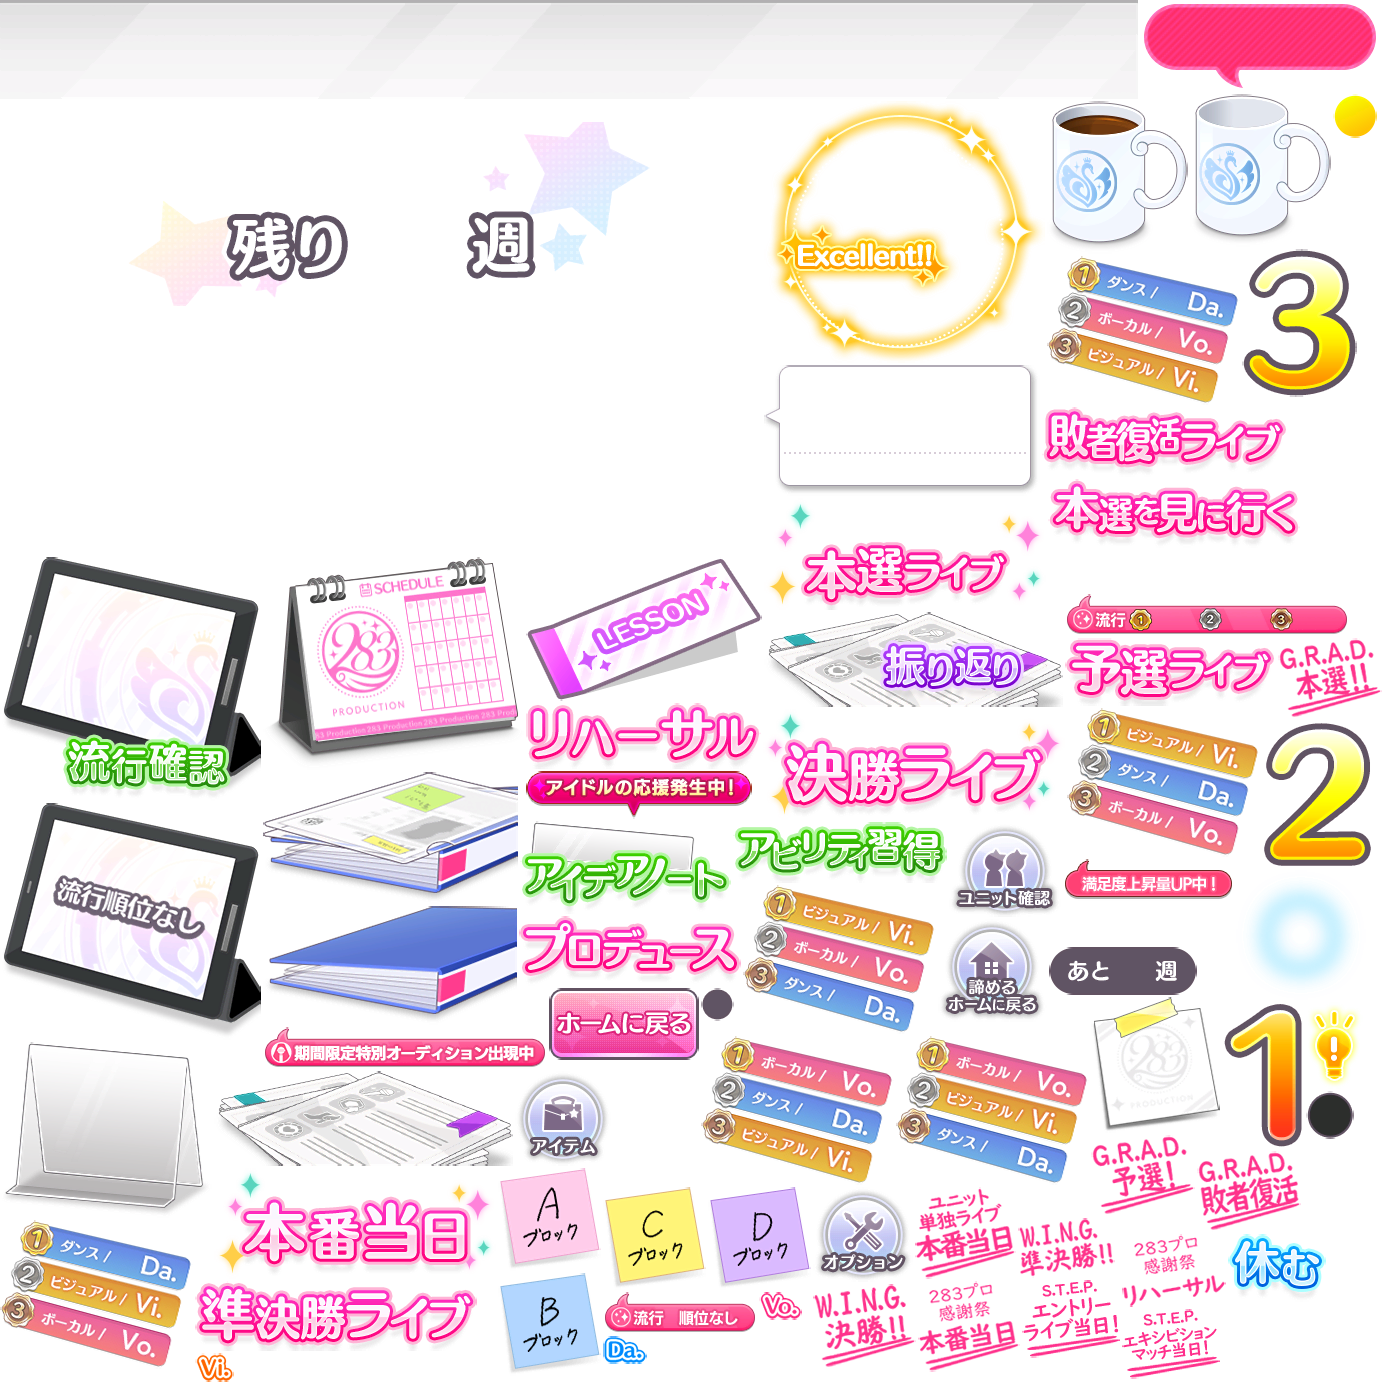 残り 週
Excellent!!
1 ダンス / Da.
2 ボーカル / Vo.
3 ビジュアル / Vi.
3
敗者復活ライブ
本選を見に行く
本選ライブ
流行 1 2 3
予選ライブ
G.R.A.D.
本選!!
流行確認
SCHEDULE
283
PRODUCTION
LESSON
振り返り
リハーサル
アイドルの応援発生中!
決勝ライブ
1 ビジュアル / Vi.
2 ダンス / Da.
3 ボーカル / Vo.
2
流行順位なし
アイデアノート
アビリティ習得
ユニット確認
満足度上昇量UP中!
プロデュース
1 ビジュアル / Vi.
2 ボーカル / Vo.
3 ダンス / Da.
諦める
ホームに戻る
あと 週
ホームに戻る
期間限定特別オーディション出現中
283
PRODUCTION
1
アイテム
1 ボーカル / Vo.
2 ダンス / Da.
3 ビジュアル / Vi.
1 ボーカル / Vo.
2 ビジュアル / Vi.
3 ダンス / Da.
G.R.A.D.
予選!
G.R.A.D.
敗者復活
本番当日
A
ブロック
C
ブロック
D
ブロック
オプション
ユニット
単独ライブ
本番当日
W.I.N.G.
準決勝!!
283プロ
感謝祭
リハーサル
休む
1 ダンス / Da.
2 ビジュアル / Vi.
3 ボーカル / Vo.
準決勝ライブ
B
ブロック
流行 順位なし
Vo.
Da.
Vi.
W.I.N.G.
決勝!!
283プロ
感謝祭
本番当日
S.T.E.P.
エントリー
ライブ当日!
S.T.E.P.
エキシビション
マッチ当日!